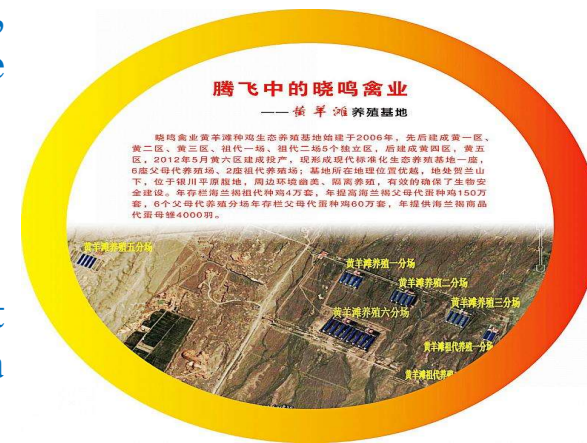 ,
e
t
a
腾飞中的晓鸣禽业
——黄羊滩养殖基地
晓鸣禽业黄羊滩种鸡生态养殖基地始建于2006年，先后建成黄一区、
黄二区、黄三区、祖代一场、祖代二场5个独立区，后建成黄四区，黄五
区，2012年5月黄六区建成投产，现形成现代标准化生态养殖基地一座，
6座父母代养殖场、2座祖代养殖场；基地所在地理位置优越，地处贺兰山
下，位于银川平原腹地，周边环境幽美、隔离养殖，有效的确保了生物安
全建设。年存栏海兰褐祖代种鸡4万套，年提高海兰褐父母代蛋种鸡150万
套，6个父母代养殖分场年存栏父母代蛋种鸡60万套，年提供海兰褐商品
代蛋母雏4000羽。
黄羊滩养殖五分场
黄羊滩养殖一分场
黄羊滩养殖二分场
黄羊滩养殖三分场
黄羊滩养殖六分场
黄羊滩祖代养殖一分场
黄羊滩祖代养殖